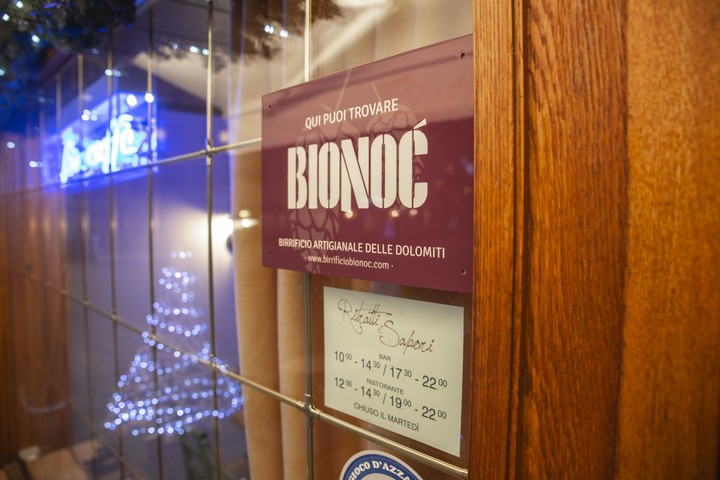 QUI PUOI TROVARE
BIONOĆ
BIRRIFICIO ARTIGIANALE DELLE DOLOMITI
www.birrificiobionoc.com
Ritratti e Sapori
BAR
10⁰⁰ - 14³⁰ / 17³⁰ - 22⁰⁰
RISTORANTE
12⁰⁰ - 14³⁰ / 19⁰⁰ - 22⁰⁰
CHIUSO IL MARTEDÌ